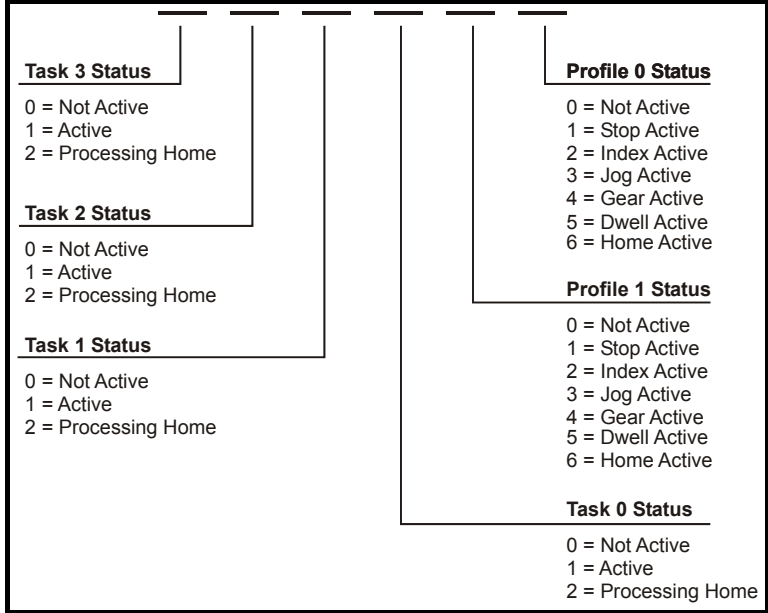 Task 3 Status
0 = Not Active
1 = Active
2 = Processing Home
Task 2 Status
0 = Not Active
1 = Active
2 = Processing Home
Task 1 Status
0 = Not Active
1 = Active
2 = Processing Home
Profile 0 Status
0 = Not Active
1 = Stop Active
2 = Index Active
3 = Jog Active
4 = Gear Active
5 = Dwell Active
6 = Home Active
Profile 1 Status
0 = Not Active
1 = Stop Active
2 = Index Active
3 = Jog Active
4 = Gear Active
5 = Dwell Active
6 = Home Active
Task 0 Status
0 = Not Active
1 = Active
2 = Processing Home